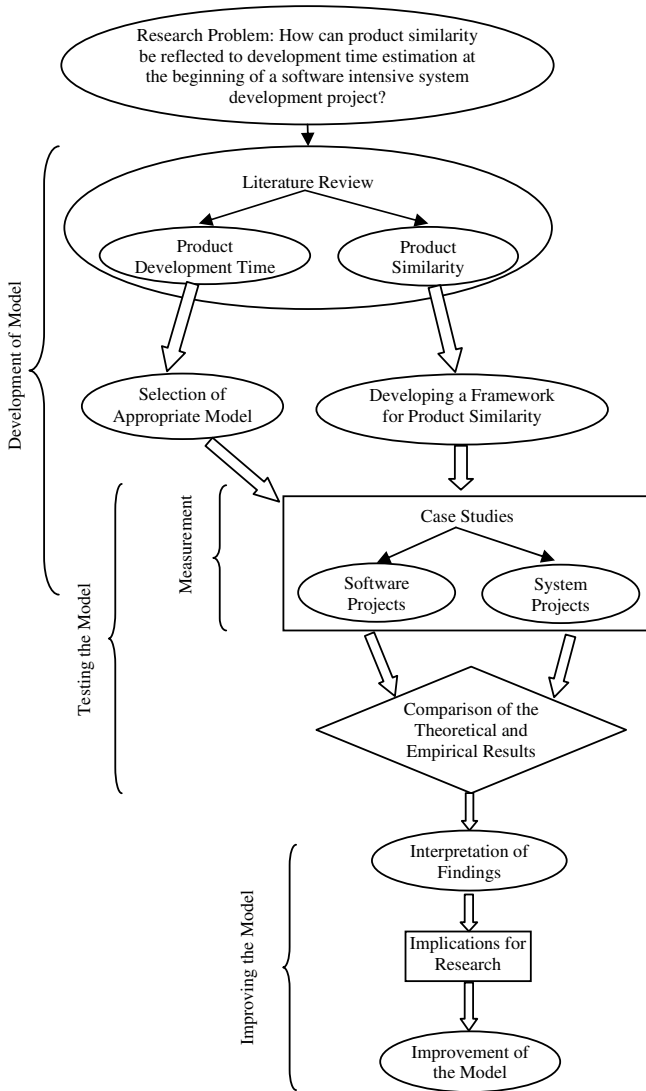 Research Problem: How can product similarity
be reflected to development time estimation at
the beginning of a software intensive system
development project?
Literature Review
Product
Development Time
Product
Similarity
Development of Model
Selection of
Appropriate Model
Developing a Framework
for Product Similarity
Testing the Model
Measurement
Case Studies
Software
Projects
System
Projects
Comparison of the
Theoretical and
Empirical Results
Improving the Model
Interpretation of
Findings
Implications for
Research
Improvement of
the Model